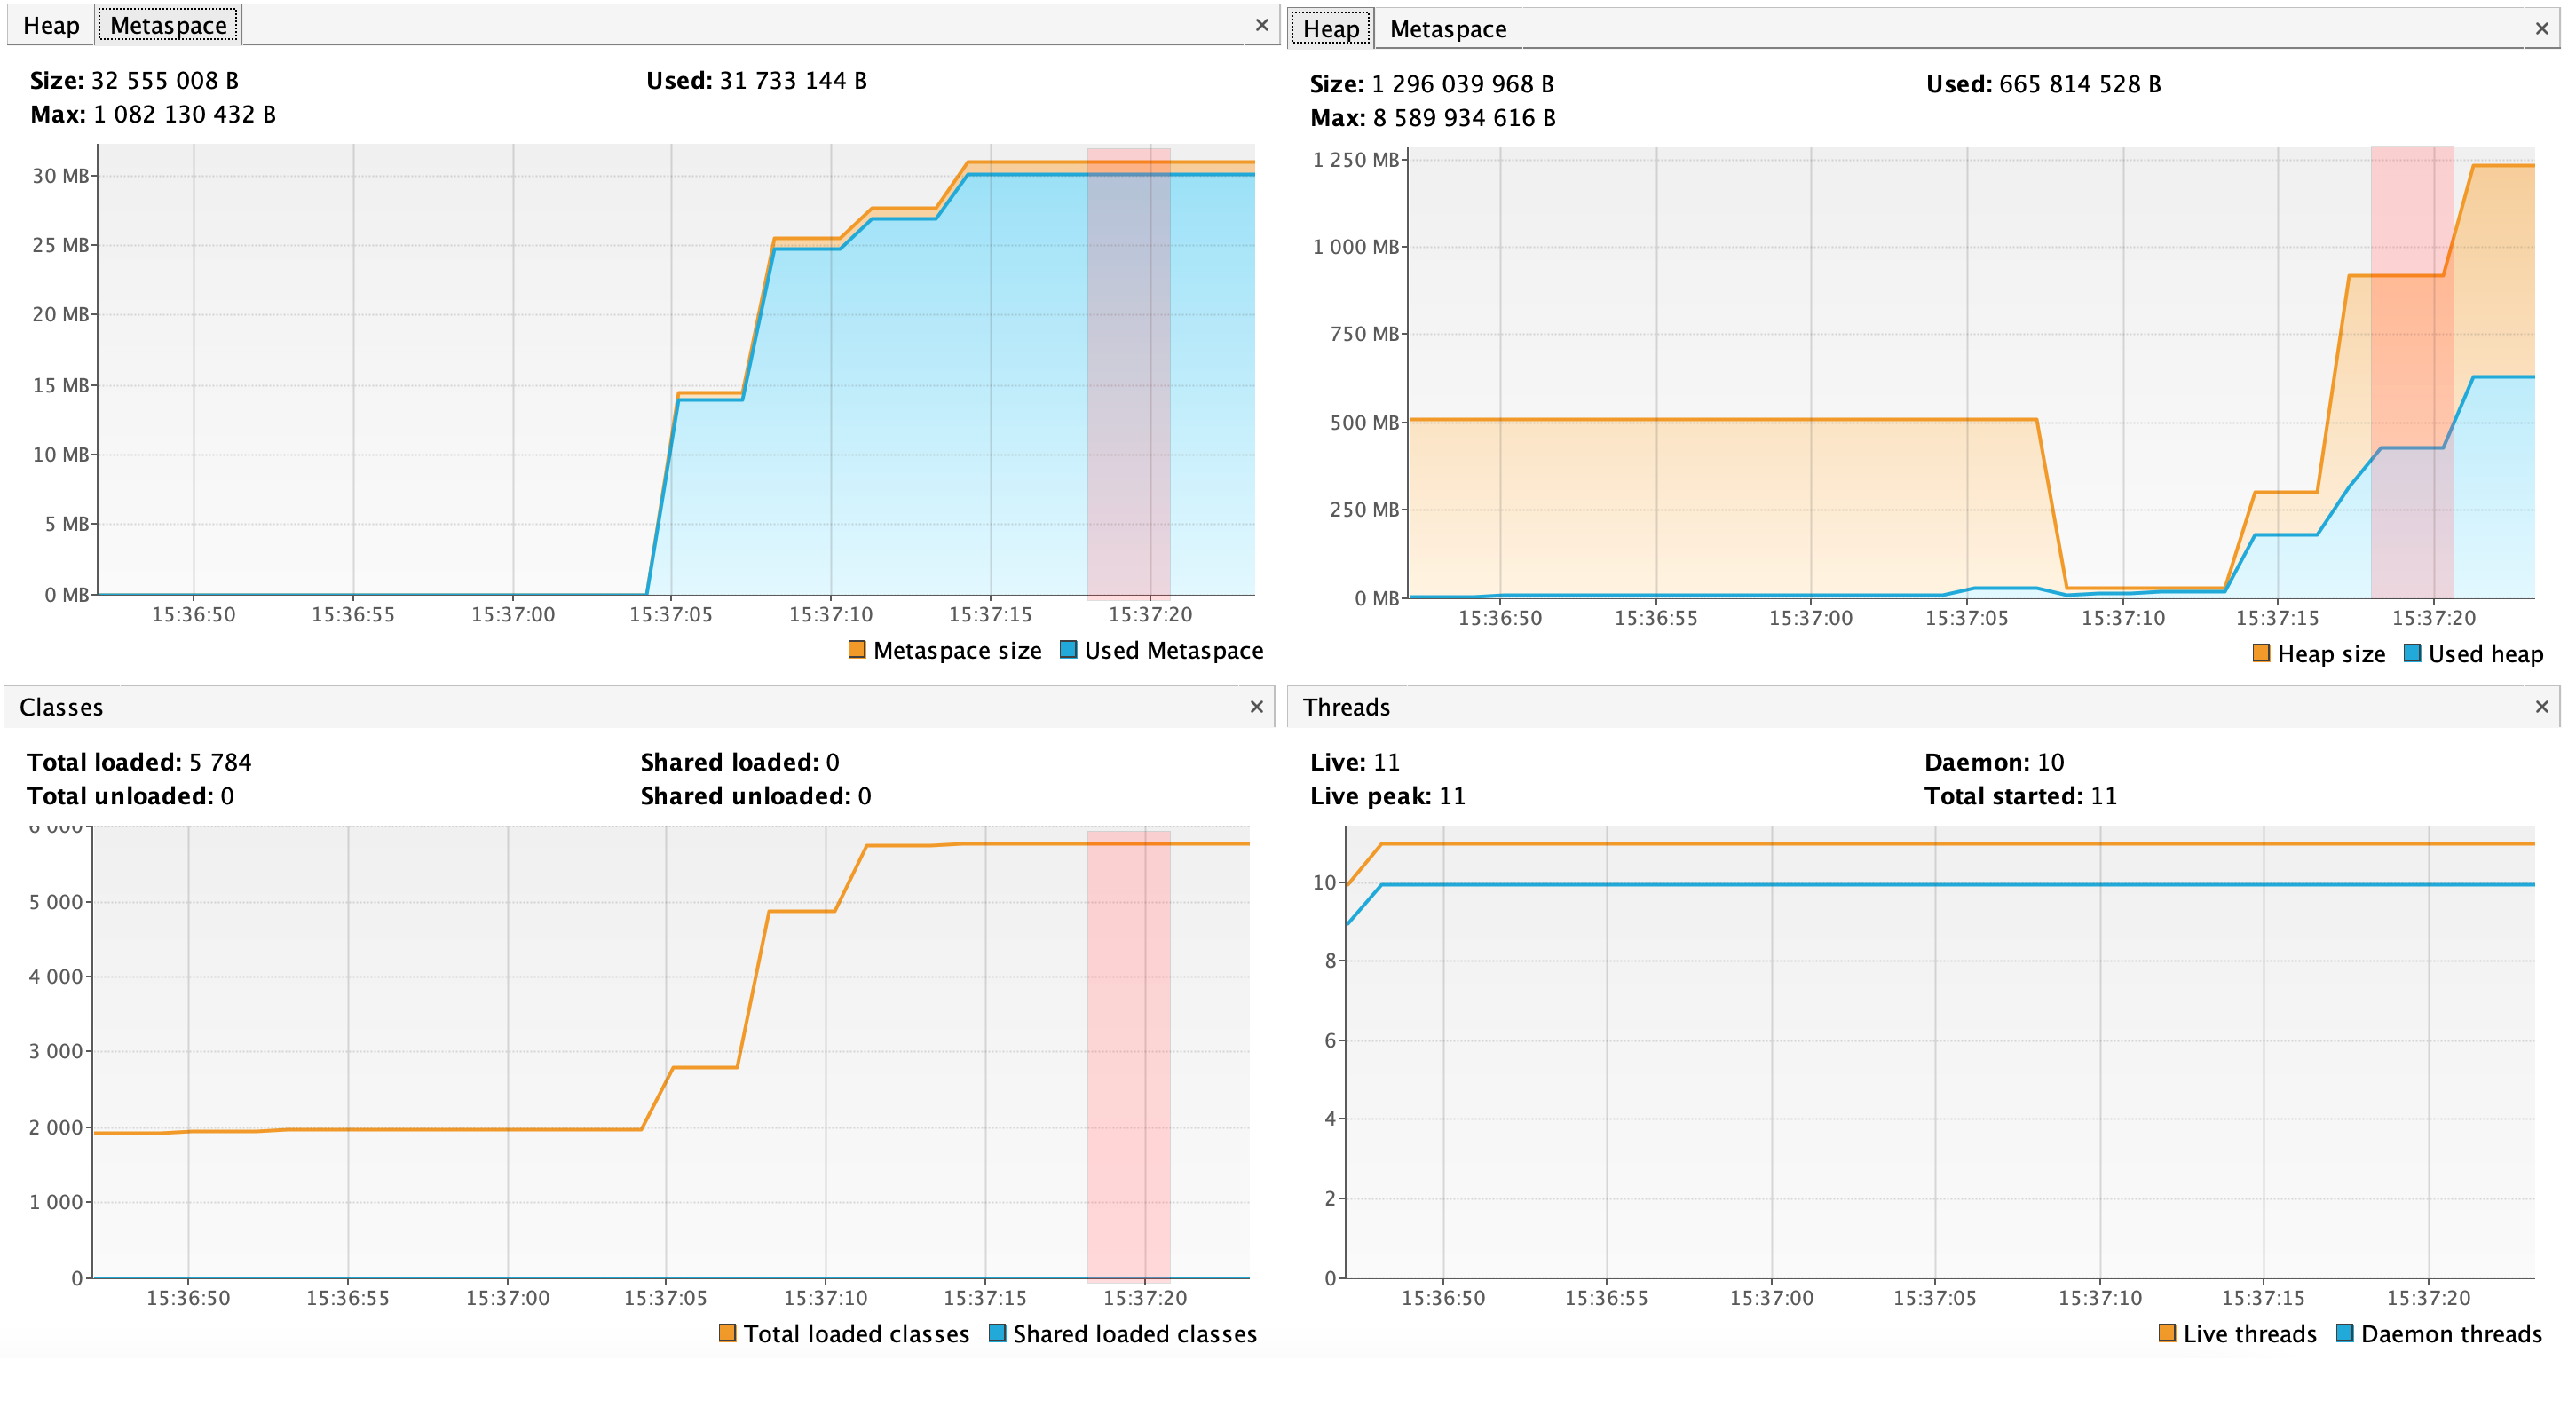 Heap Metaspace ×
Size: 32 555 008 B Used: 31 733 144 B
Max: 1 082 130 432 B
30 MB
25 MB
20 MB
15 MB
10 MB
5 MB
0 MB
15:36:50 15:36:55 15:37:00 15:37:05 15:37:10 15:37:15 15:37:20
Metaspace size Used Metaspace
Heap Metaspace ×
Size: 1 296 039 968 B Used: 665 814 528 B
Max: 8 589 934 616 B
1 250 MB
1 000 MB
750 MB
500 MB
250 MB
0 MB
15:36:50 15:36:55 15:37:00 15:37:05 15:37:10 15:37:15 15:37:20
Heap size Used heap
Classes ×
Total loaded: 5 784 Shared loaded: 0
Total unloaded: 0 Shared unloaded: 0
6 000
5 000
4 000
3 000
2 000
1 000
0
15:36:50 15:36:55 15:37:00 15:37:05 15:37:10 15:37:15 15:37:20
Total loaded classes Shared loaded classes
Threads ×
Live: 11 Daemon: 10
Live peak: 11 Total started: 11
10
8
6
4
2
0
15:36:50 15:36:55 15:37:00 15:37:05 15:37:10 15:37:15 15:37:20
Live threads Daemon threads